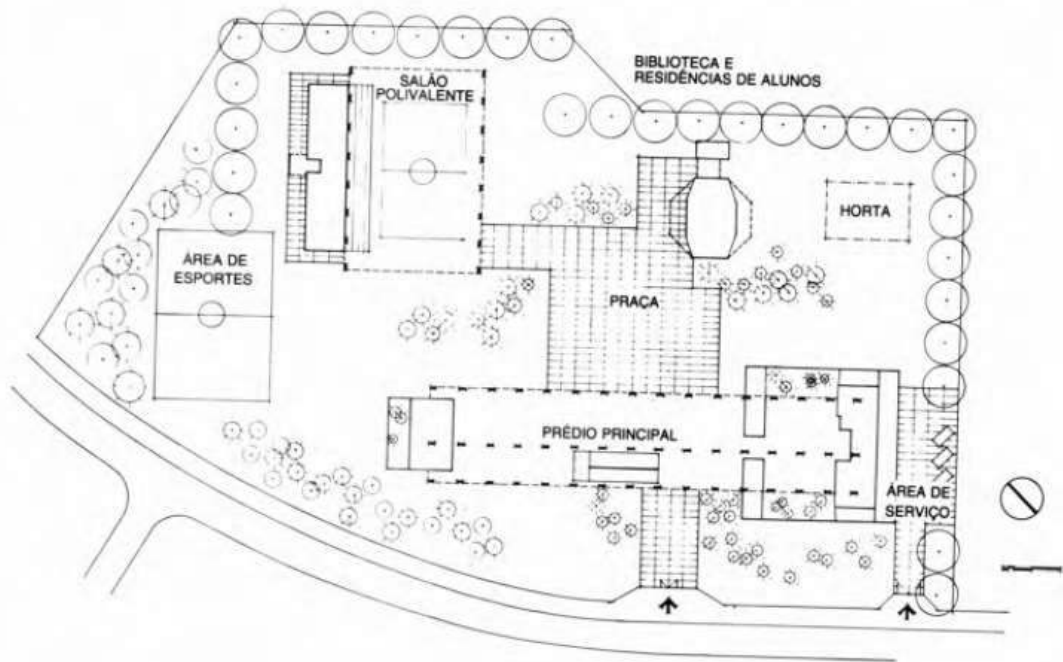 BIBLIOTECA E
RESIDÊNCIAS DE ALUNOS
SALÃO
POLIVALENTE
HORTA
ÁREA DE
ESPORTES
PRAÇA
PRÉDIO PRINCIPAL
ÁREA DE
SERVIÇO